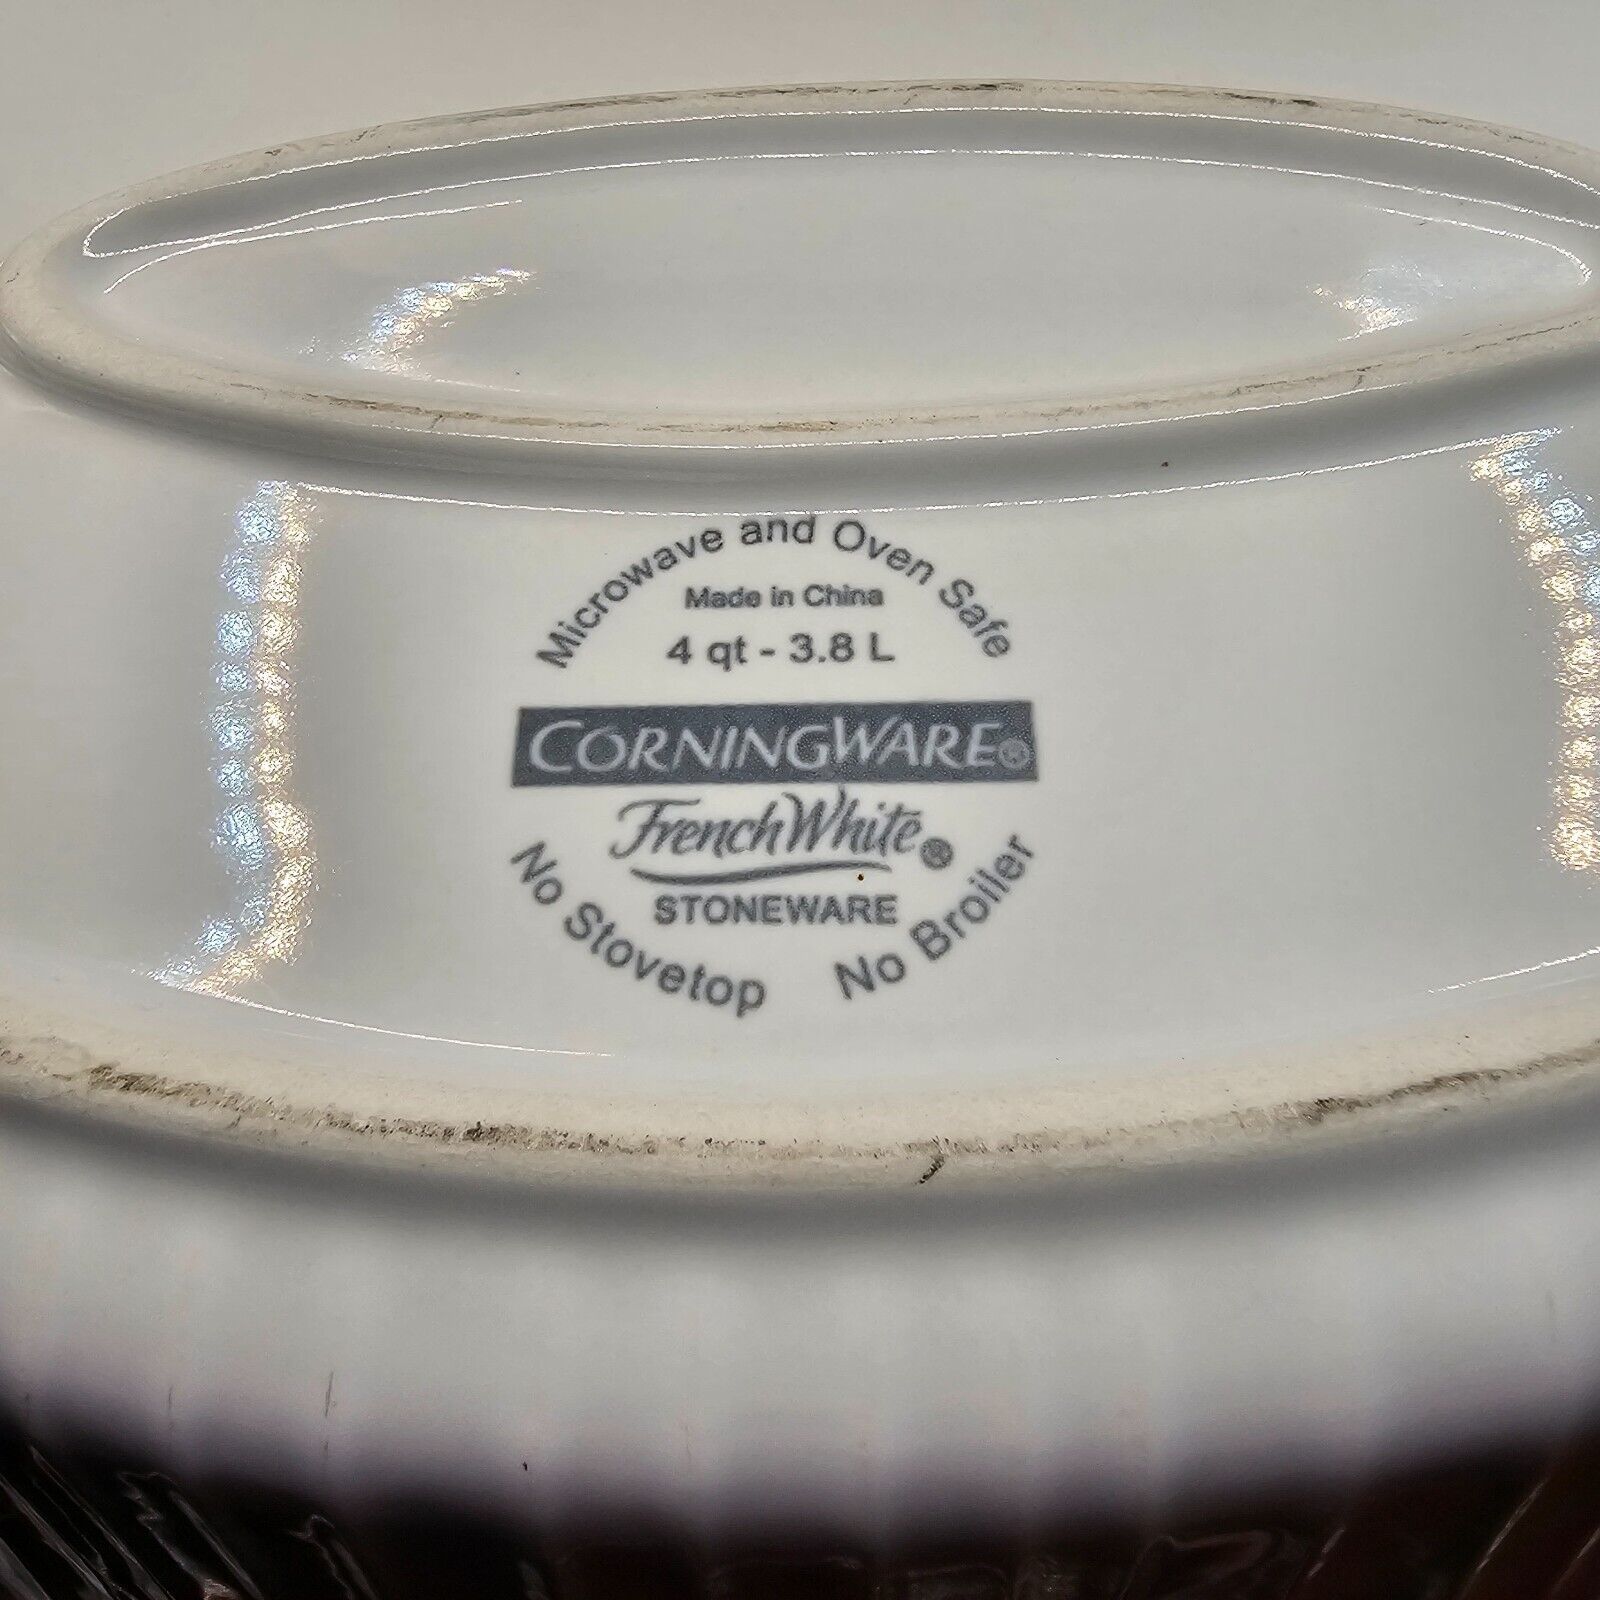 Microwave and Oven Safe
Made in China
4 qt - 3.8 L
CORNINGWARE®
French White®
STONEWARE
No Stovetop No Broiler